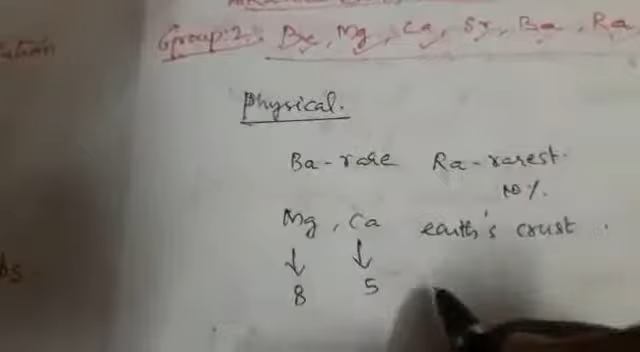 Group:2: Be, Mg, Ca, Sr, Ba, Ra,
Physical.
Ba-rare Ra-rarest.
10%.
Mg, Ca earth's crust.
↓ ↓
8 5